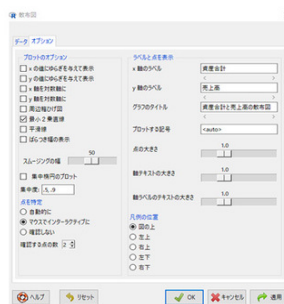 散布図
データ オプション
プロットのオプション
x の値にゆらぎを与えて表示
y の値にゆらぎを与えて表示
x 軸を対数軸に
y 軸を対数軸に
周辺箱ひげ図
最小２乗直線
平滑線
ばらつき幅の表示
50
スムージングの幅
集中楕円のプロット
集中度: .5, .9
点を特定
自動的に
マウスでインタラクティブに
確認しない
確認する点の数 2
ラベルと点を表示
x 軸のラベル 資産合計
y 軸のラベル 売上高
グラフのタイトル 資産合計と売上高の散布図
プロットする記号 <auto>
1.0
点の大きさ
1.0
軸テキストの大きさ
1.0
軸ラベルのテキストの大きさ
凡例の位置
図の上
左上
右上
左下
右下
ヘルプ リセット OK キャンセル 適用